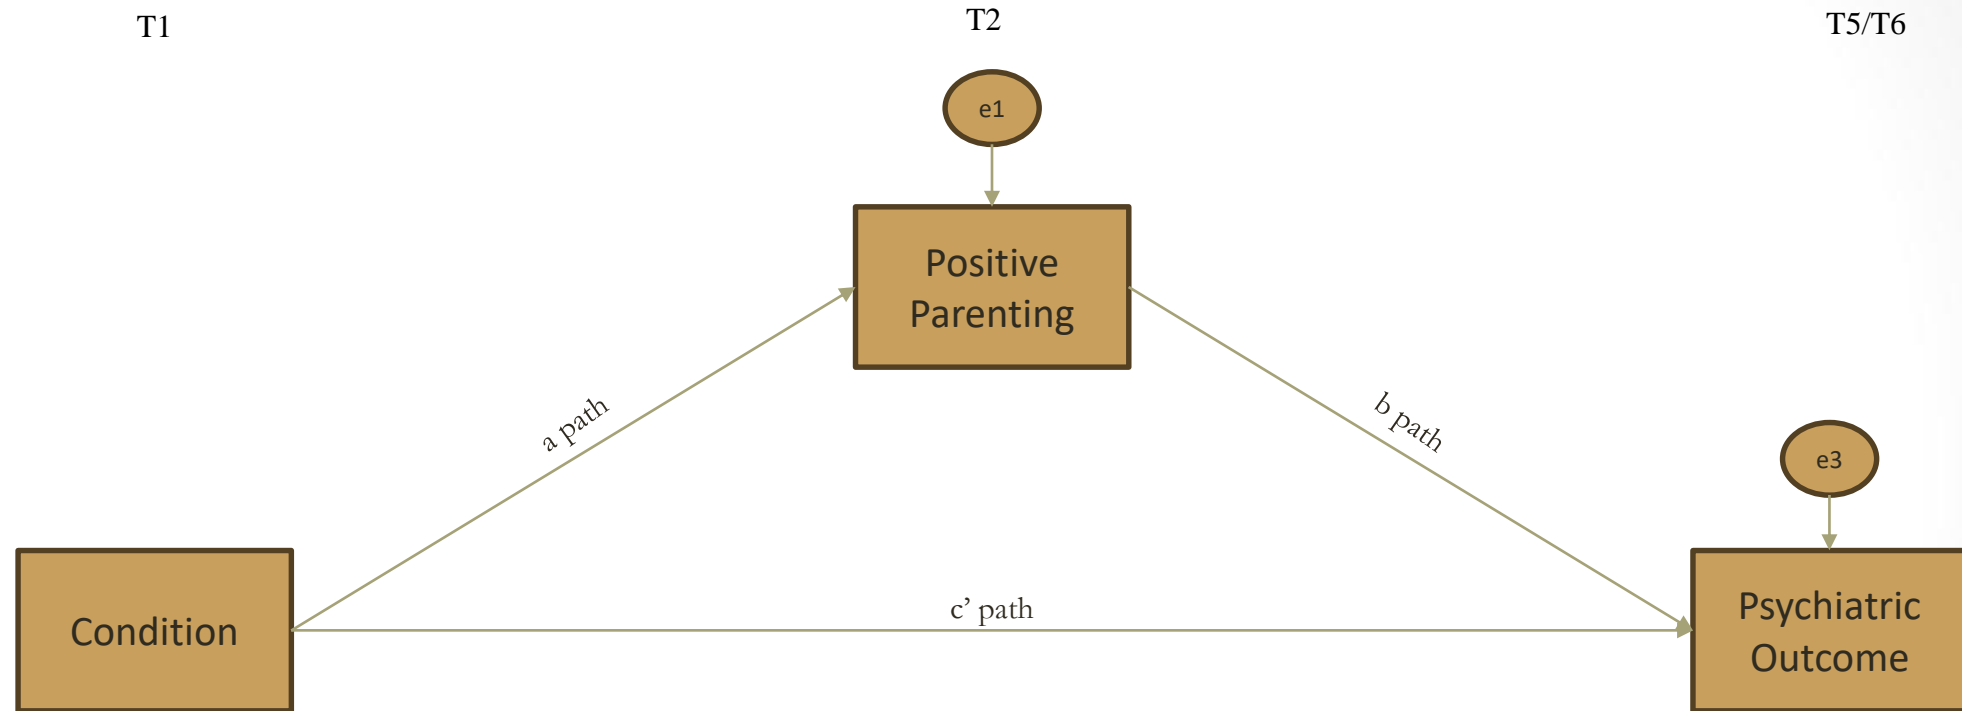 T1
T2
T5/T6
e1
Positive
Parenting
a path
b path
e3
c’ path
Condition
Psychiatric
Outcome